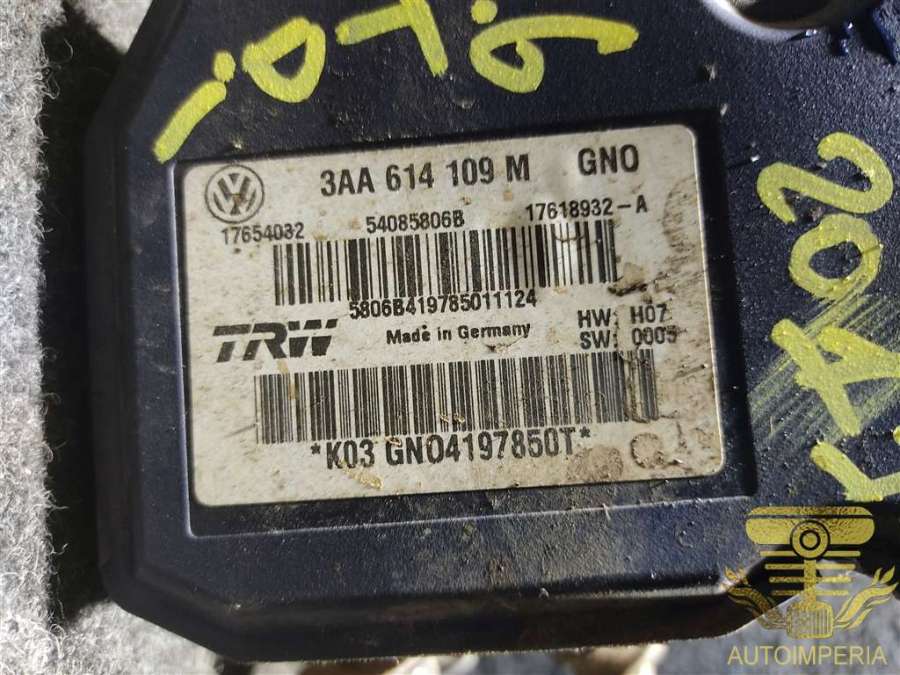 3AA 614 109 M GNO
17654032 54085806B 17618932-A
5806B419785011124
TRW Made in Germany HW: H07
SW: 0005
*K03 GNO4197850T*
AUTOIMPERIA